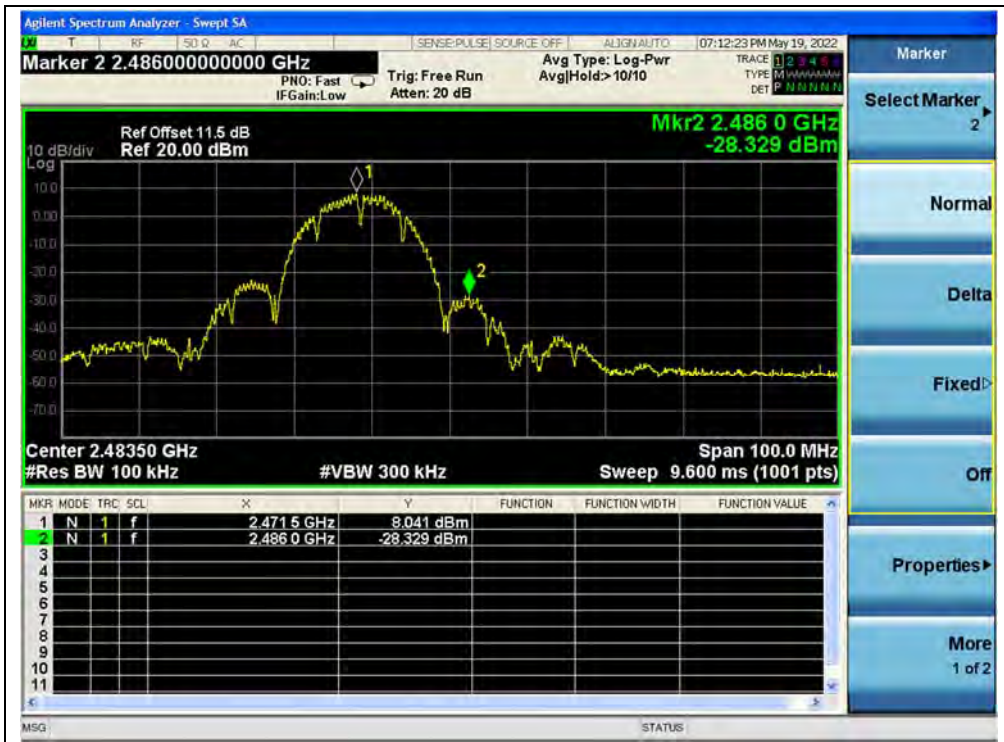 Agilent Spectrum Analyzer - Swept SA
T RF 50 Ω AC SENSE:PULSE SOURCE OFF ALIGN AUTO 07:12:23 PM May 19, 2022
Marker 2 2.486000000000 GHz
PNO: Fast
IFGain:Low
Trig: Free Run
Atten: 20 dB
Avg Type: Log-Pwr
Avg|Hold:> 10/10
TRACE 1 2 3 4 5 6
TYPE M
DET P N N N N N
Mkr2 2.486 0 GHz
-28.329 dBm
Ref Offset 11.5 dB
Ref 20.00 dBm
10 dB/div
Log
10.0
0.00
-10.0
-20.0
-30.0
-40.0
-50.0
-60.0
-70.0
1
2
Center 2.48350 GHz
Span 100.0 MHz
#Res BW 100 kHz
#VBW 300 kHz
Sweep 9.600 ms (1001 pts)
MKR MODE TRC SCL X Y FUNCTION FUNCTION WIDTH FUNCTION VALUE
1 N 1 f 2.471 5 GHz 8.041 dBm
2 N 1 f 2.486 0 GHz -28.329 dBm
3
4
5
6
7
8
9
10
11
MSG
STATUS
Marker
Select Marker
2
Normal
Delta
Fixed
Off
Properties
More
1 of 2